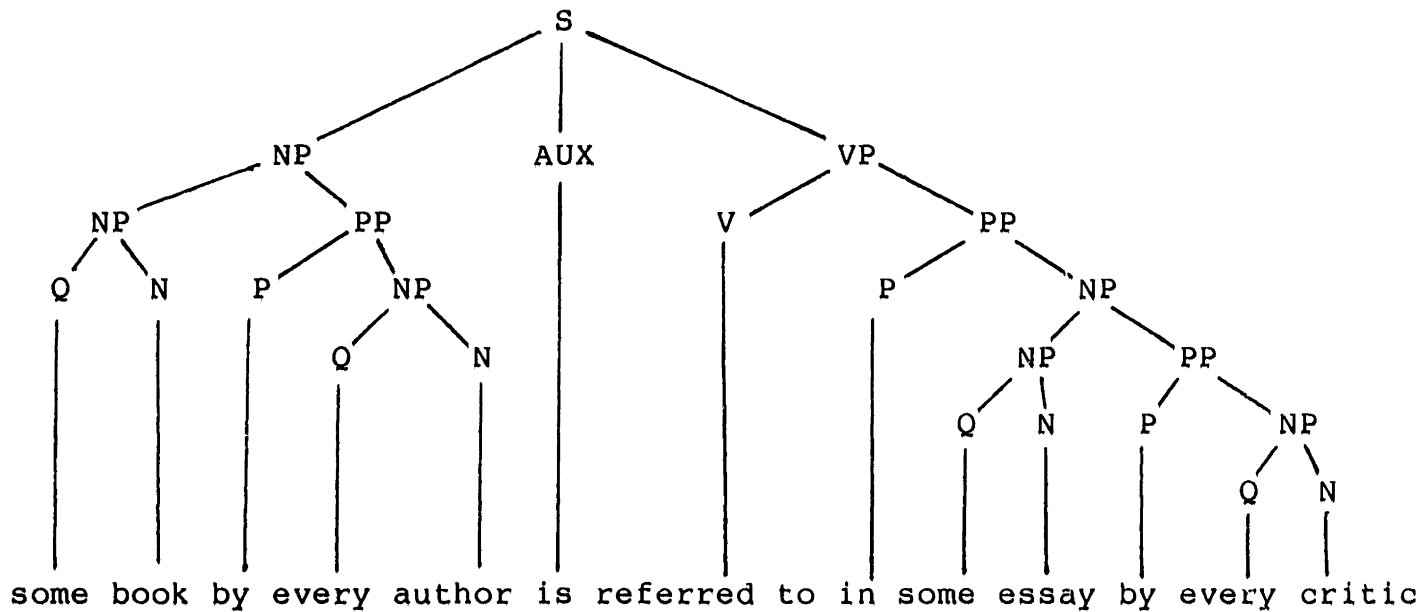 S
NP AUX VP
NP PP V PP
Q N P NP P NP
Q N NP PP
Q N P NP
Q N
some book by every author is referred to in some essay by every critic